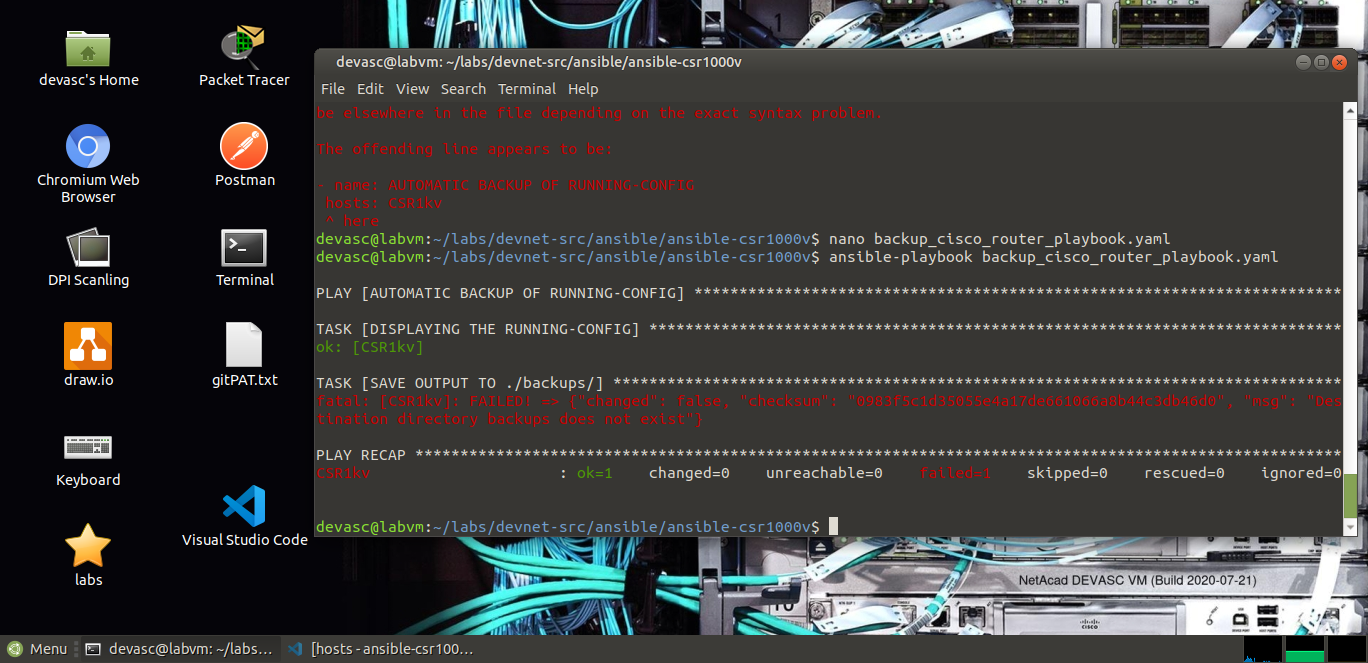 devasc's Home
Packet Tracer
Chromium Web
Browser
Postman
DPI Scanling
Terminal
draw.io
gitPAT.txt
Keyboard
Visual Studio Code
labs
devasc@labvm: ~/labs/devnet-src/ansible/ansible-csr1000v
File Edit View Search Terminal Help
be elsewhere in the file depending on the exact syntax problem.
The offending line appears to be:
- name: AUTOMATIC BACKUP OF RUNNING-CONFIG
hosts: CSR1kv
^ here
devasc@labvm:~/labs/devnet-src/ansible/ansible-csr1000v$ nano backup_cisco_router_playbook.yaml
devasc@labvm:~/labs/devnet-src/ansible/ansible-csr1000v$ ansible-playbook backup_cisco_router_playbook.yaml
PLAY [AUTOMATIC BACKUP OF RUNNING-CONFIG] ************************************************************************
TASK [DISPLAYING THE RUNNING-CONFIG] *****************************************************************************
ok: [CSR1kv]
TASK [SAVE OUTPUT TO ./backups/] *********************************************************************************
fatal: [CSR1kv]: FAILED! => {"changed": false, "checksum": "0983f5c1d35055e4a17de661066a8b44c3db46d0", "msg": "Des
tination directory backups does not exist"}
PLAY RECAP *******************************************************************************************************
CSR1kv : ok=1 changed=0 unreachable=0 failed=1 skipped=0 rescued=0 ignored=0
devasc@labvm:~/labs/devnet-src/ansible/ansible-csr1000v$
NetAcad DEVASC VM (Build 2020-07-21)
CISCO
Menu devasc@labvm: ~/labs... [hosts - ansible-csr100...